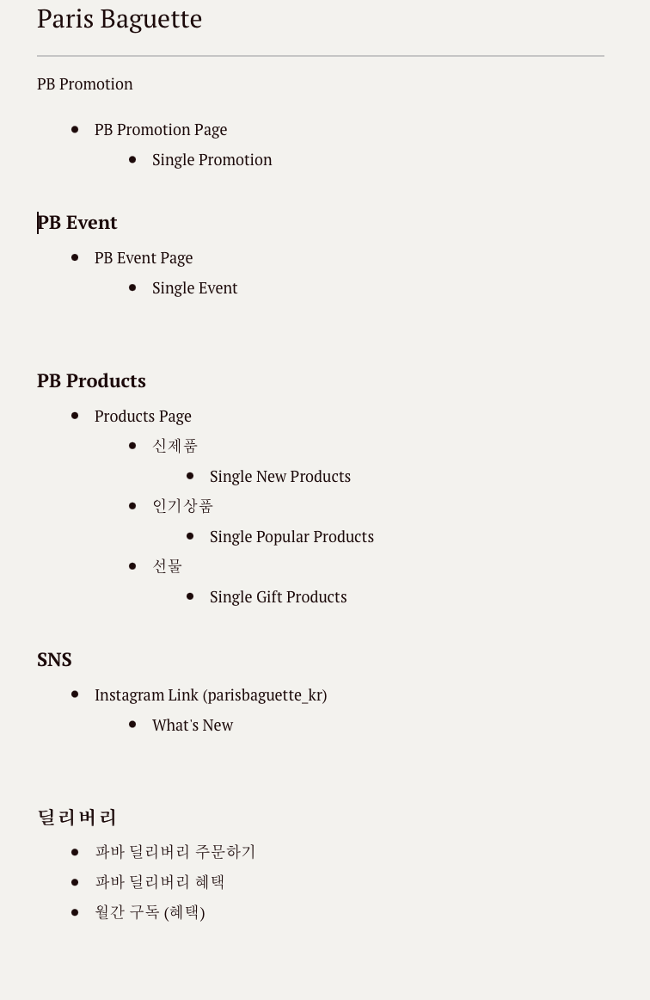 Paris Baguette
PB Promotion
PB Promotion Page
Single Promotion
PB Event
PB Event Page
Single Event
PB Products
Products Page
신제품
Single New Products
인기상품
Single Popular Products
선물
Single Gift Products
SNS
Instagram Link (parisbaguette_kr)
What's New
딜리버리
파바 딜리버리 주문하기
파바 딜리버리 혜택
월간 구독 (혜택)